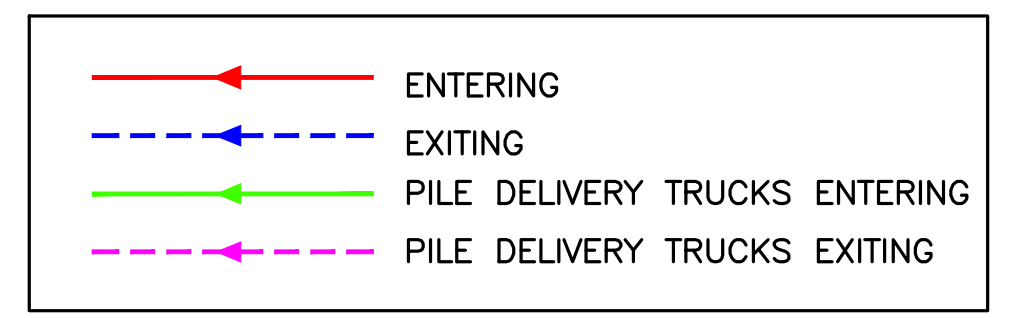 ENTERING
EXITING
PILE DELIVERY TRUCKS ENTERING
PILE DELIVERY TRUCKS EXITING